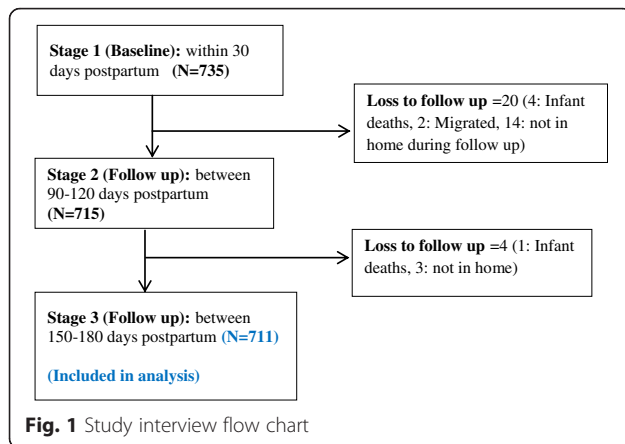 Stage 1 (Baseline): within 30
days postpartum (N=735)
Loss to follow up =20 (4: Infant
deaths, 2: Migrated, 14: not in
home during follow up)
Stage 2 (Follow up): between
90-120 days postpartum
(N=715)
Loss to follow up =4 (1: Infant
deaths, 3: not in home)
Stage 3 (Follow up): between
150-180 days postpartum (N=711)
(Included in analysis)
Fig. 1 Study interview flow chart